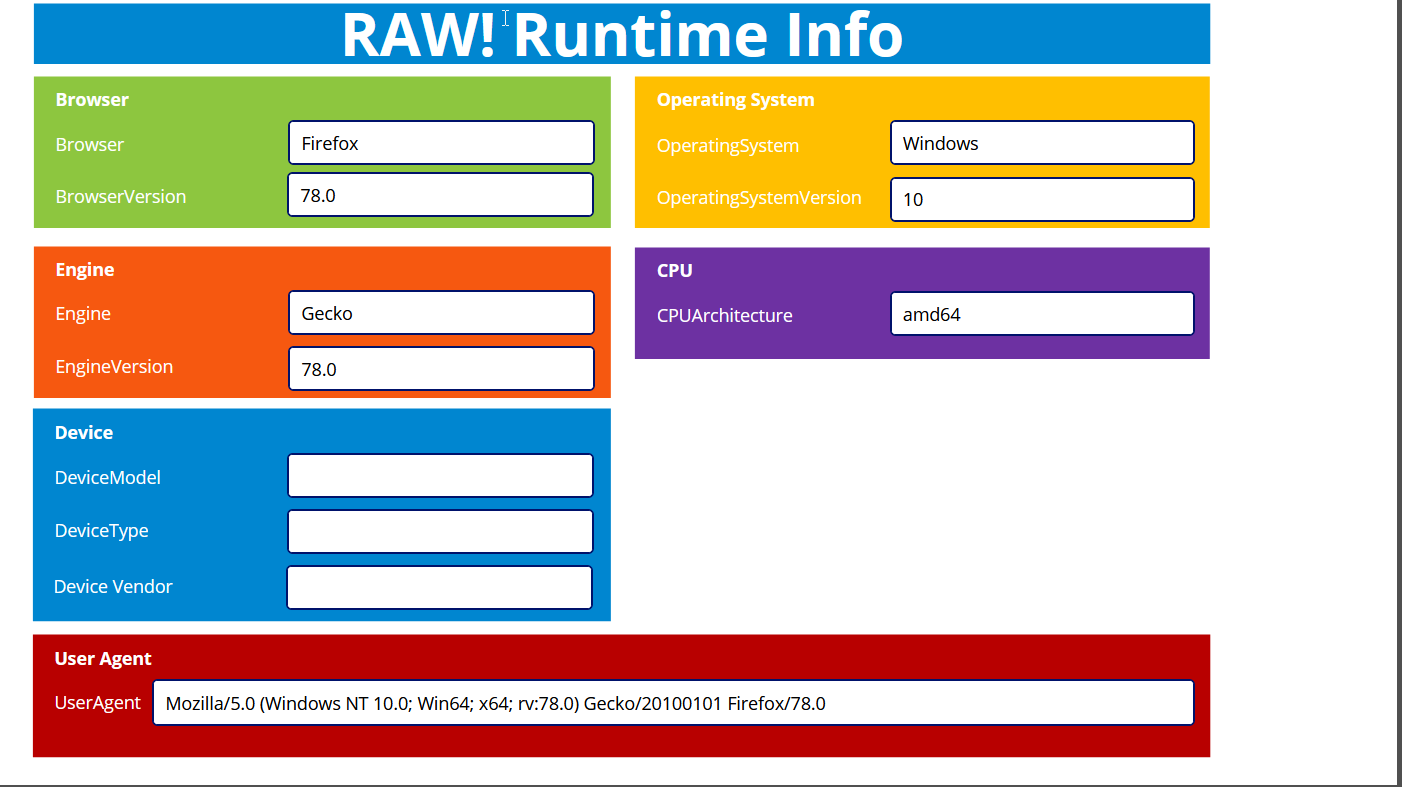 RAW! Runtime Info
Browser
Browser Firefox
BrowserVersion 78.0
Operating System
OperatingSystem Windows
OperatingSystemVersion 10
Engine
Engine Gecko
EngineVersion 78.0
CPU
CPUArchitecture amd64
Device
DeviceModel
DeviceType
Device Vendor
User Agent
UserAgent Mozilla/5.0 (Windows NT 10.0; Win64; x64; rv:78.0) Gecko/20100101 Firefox/78.0